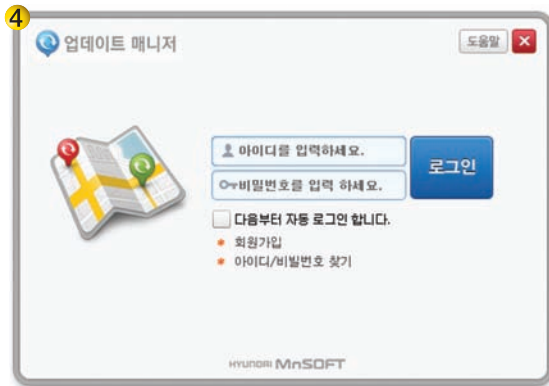 4
업데이트 매니저
도움말
아이디를 입력하세요.
비밀번호를 입력 하세요.
로그인
다음부터 자동 로그인 합니다.
회원가입
아이디/비밀번호 찾기
HYUNDAI MnSOFT